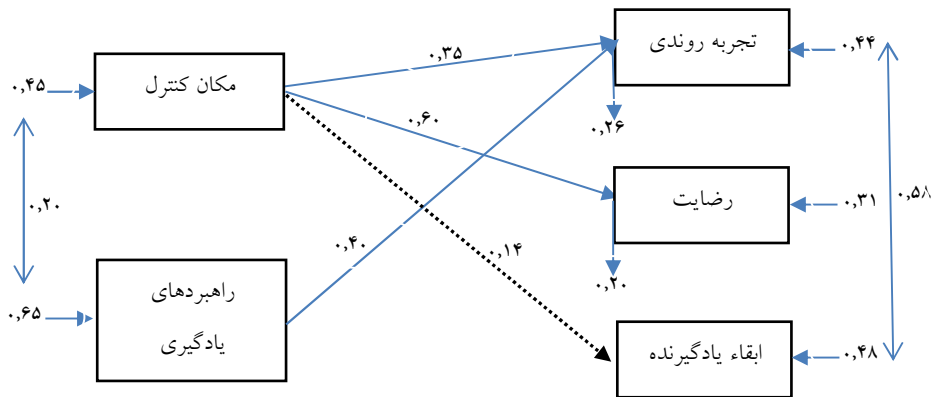 تجربه روندی
۰٫۴۴
۰٫۳۵
مکان کنترل
۰٫۴۵
۰٫۶۰
۰٫۲۶
رضایت
۰٫۳۱
۰٫۵۸
۰٫۲۰
۰٫۴۰
۰٫۱۴
۰٫۲۰
راهبردهای
یادگیری
۰٫۶۵
ابقاء یادگیرنده
۰٫۴۸